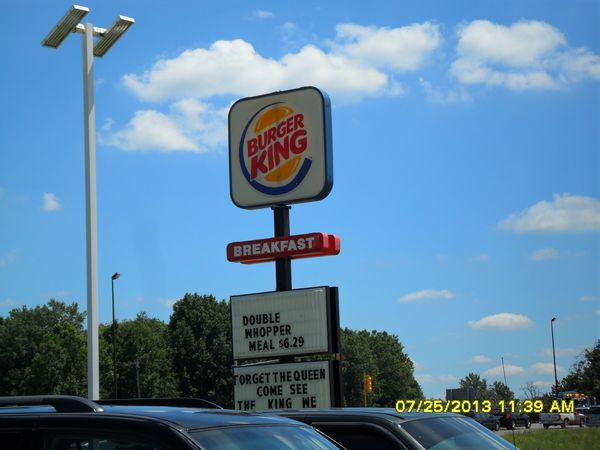 BURGER
KING
BREAKFAST
DOUBLE
WHOPPER
MEAL $6.29
FORGET THE QUEEN
COME SEE
THE KING WE
07/25/2013 11:39 AM